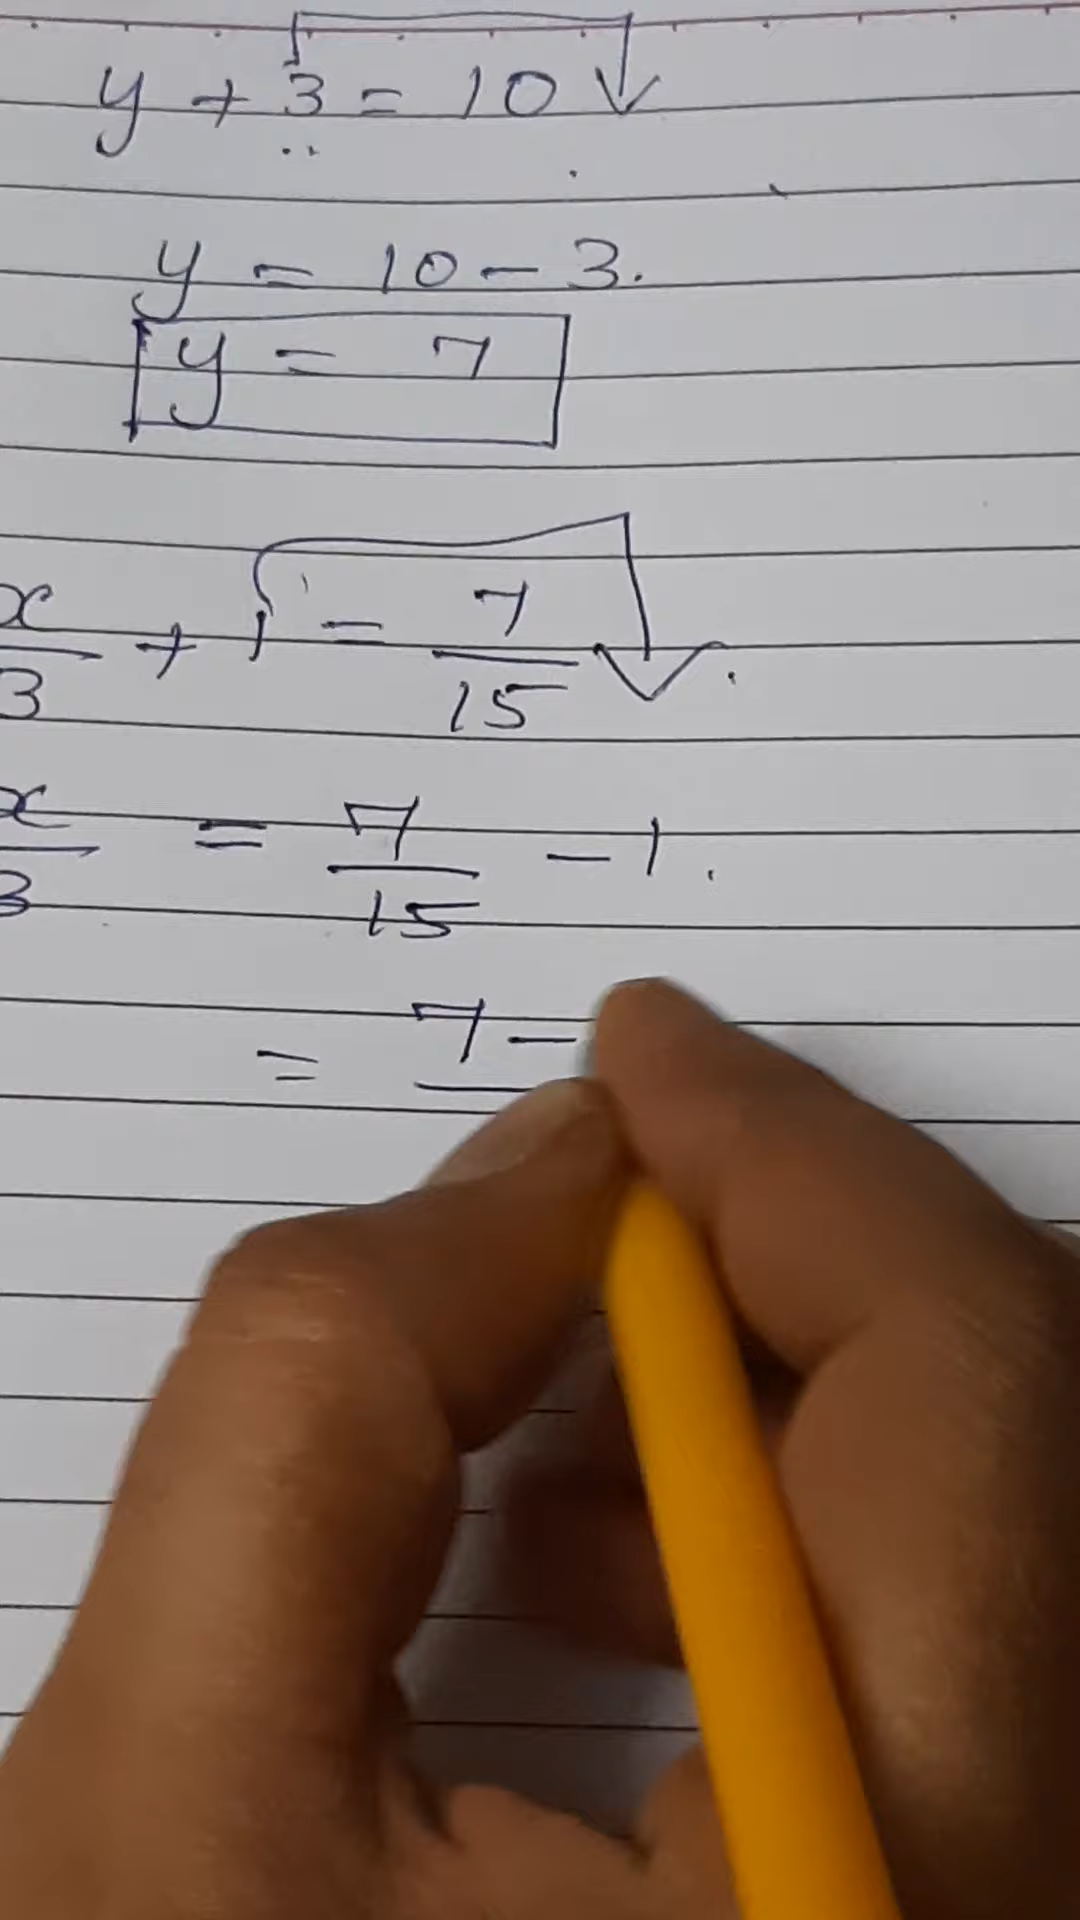 y + 3 = 10
y = 10 - 3.
y = 7
x/3 + 1 = 7/15
x/3 = 7/15 - 1.
= 7 -